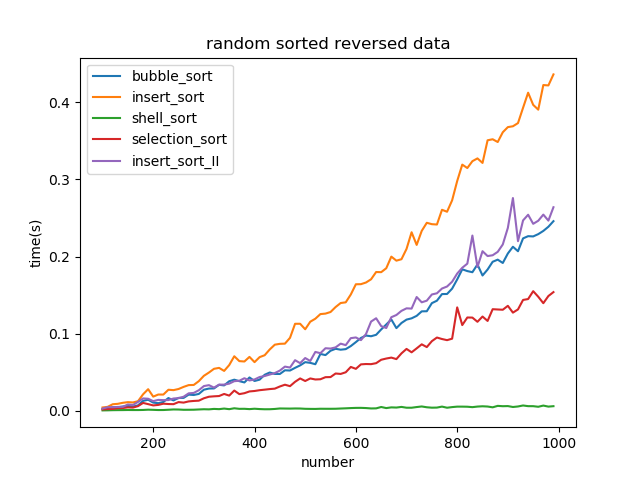 random sorted reversed data
bubble_sort
insert_sort
shell_sort
selection_sort
insert_sort_II
0.4
0.3
0.2
0.1
0.0
time(s)
200
400
600
800
1000
number